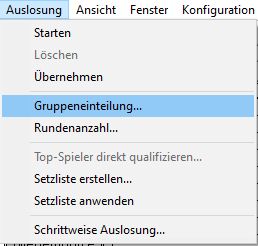 Auslosung Ansicht Fenster Konfiguration
Starten
Löschen
Übernehmen
Gruppeneinteilung...
Rundenanzahl...
Top-Spieler direkt qualifizieren...
Setzliste erstellen...
Setzliste anwenden
Schrittweise Auslosung...